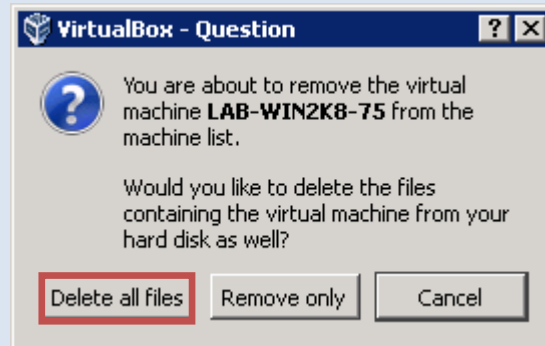 VirtualBox - Question
You are about to remove the virtual
machine LAB-WIN2K8-75 from the
machine list.
Would you like to delete the files
containing the virtual machine from your
hard disk as well?
Delete all files
Remove only
Cancel